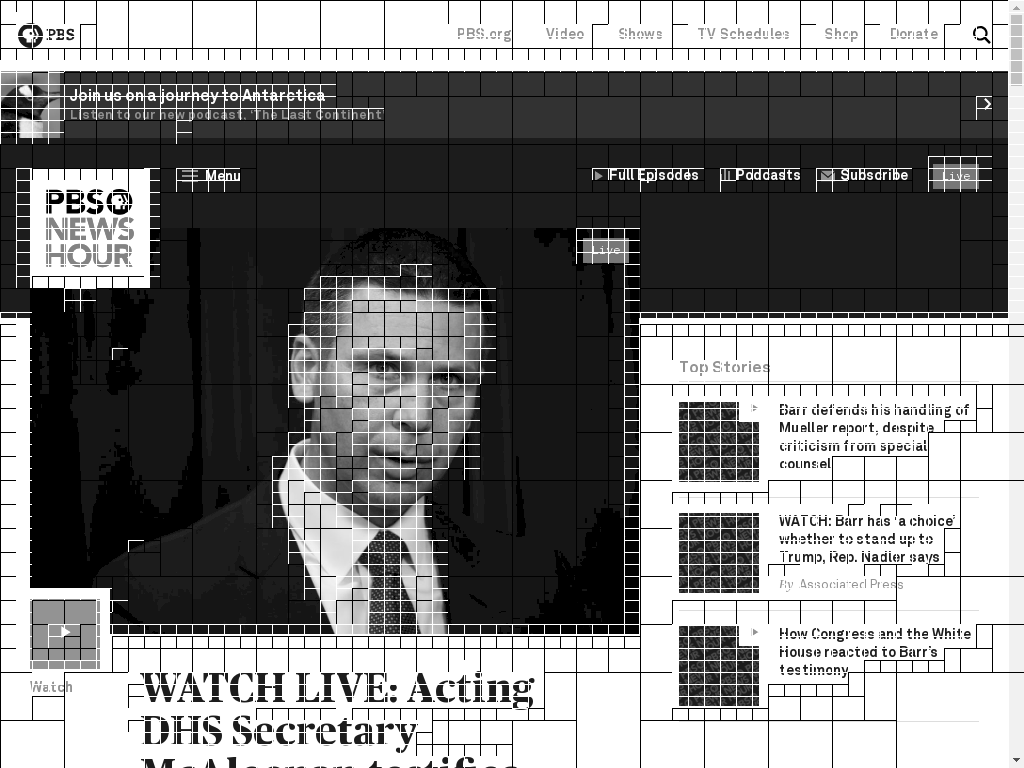 PBS
PBS.org Video Shows TV Schedules Shop Donate
Join us on a journey to Antarctica
Listen to our new podcast, 'The Last Continent'
Menu
Full Episodes Podcasts Subscribe Live
PBS
NEWS
HOUR
Live
Top Stories
Barr defends his handling of
Mueller report, despite
criticism from special
counsel
WATCH: Barr has 'a choice'
whether to stand up to
Trump, Rep. Nadler says
By Associated Press
How Congress and the White
House reacted to Barr's
testimony
Watch
WATCH LIVE: Acting
DHS Secretary
McAleenan testifies